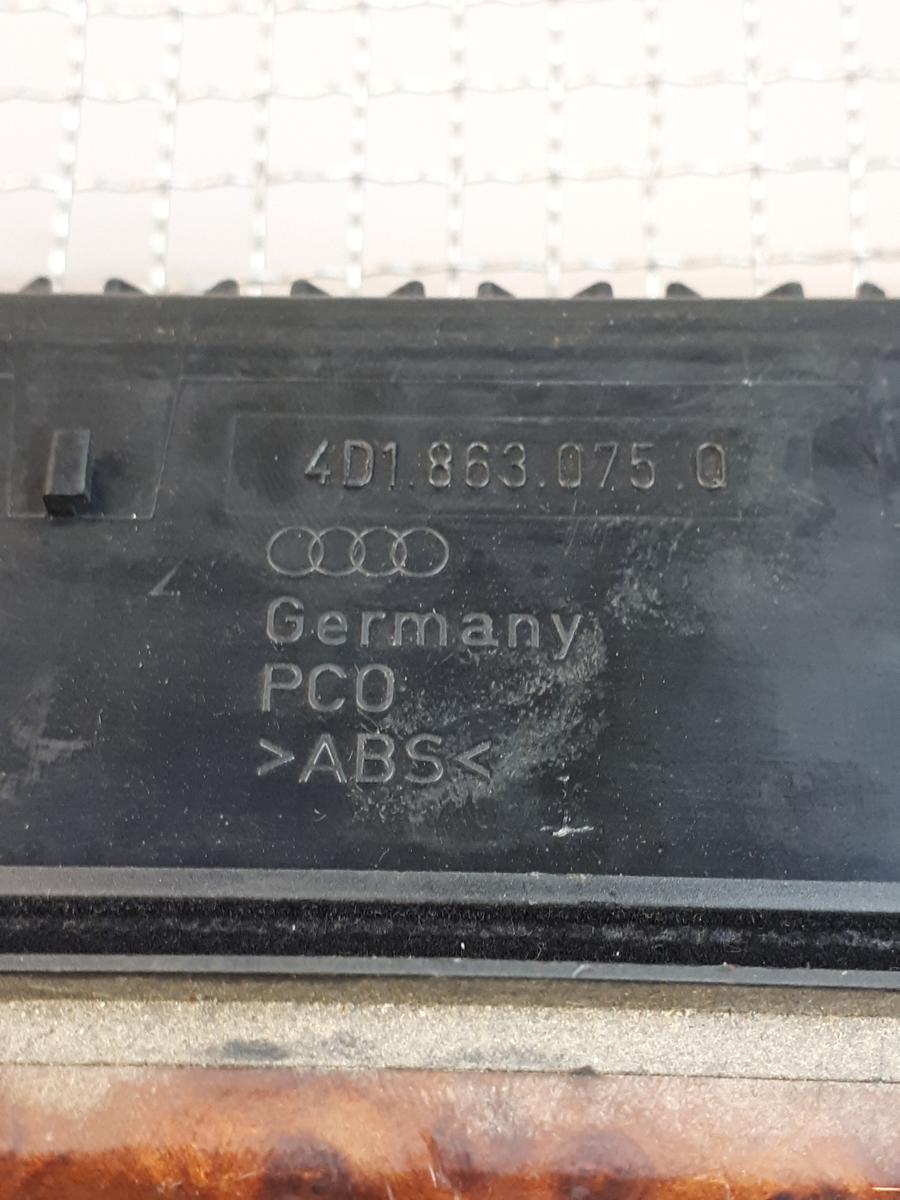 4D1.863.075.Q
Germany
PCO
>ABS<